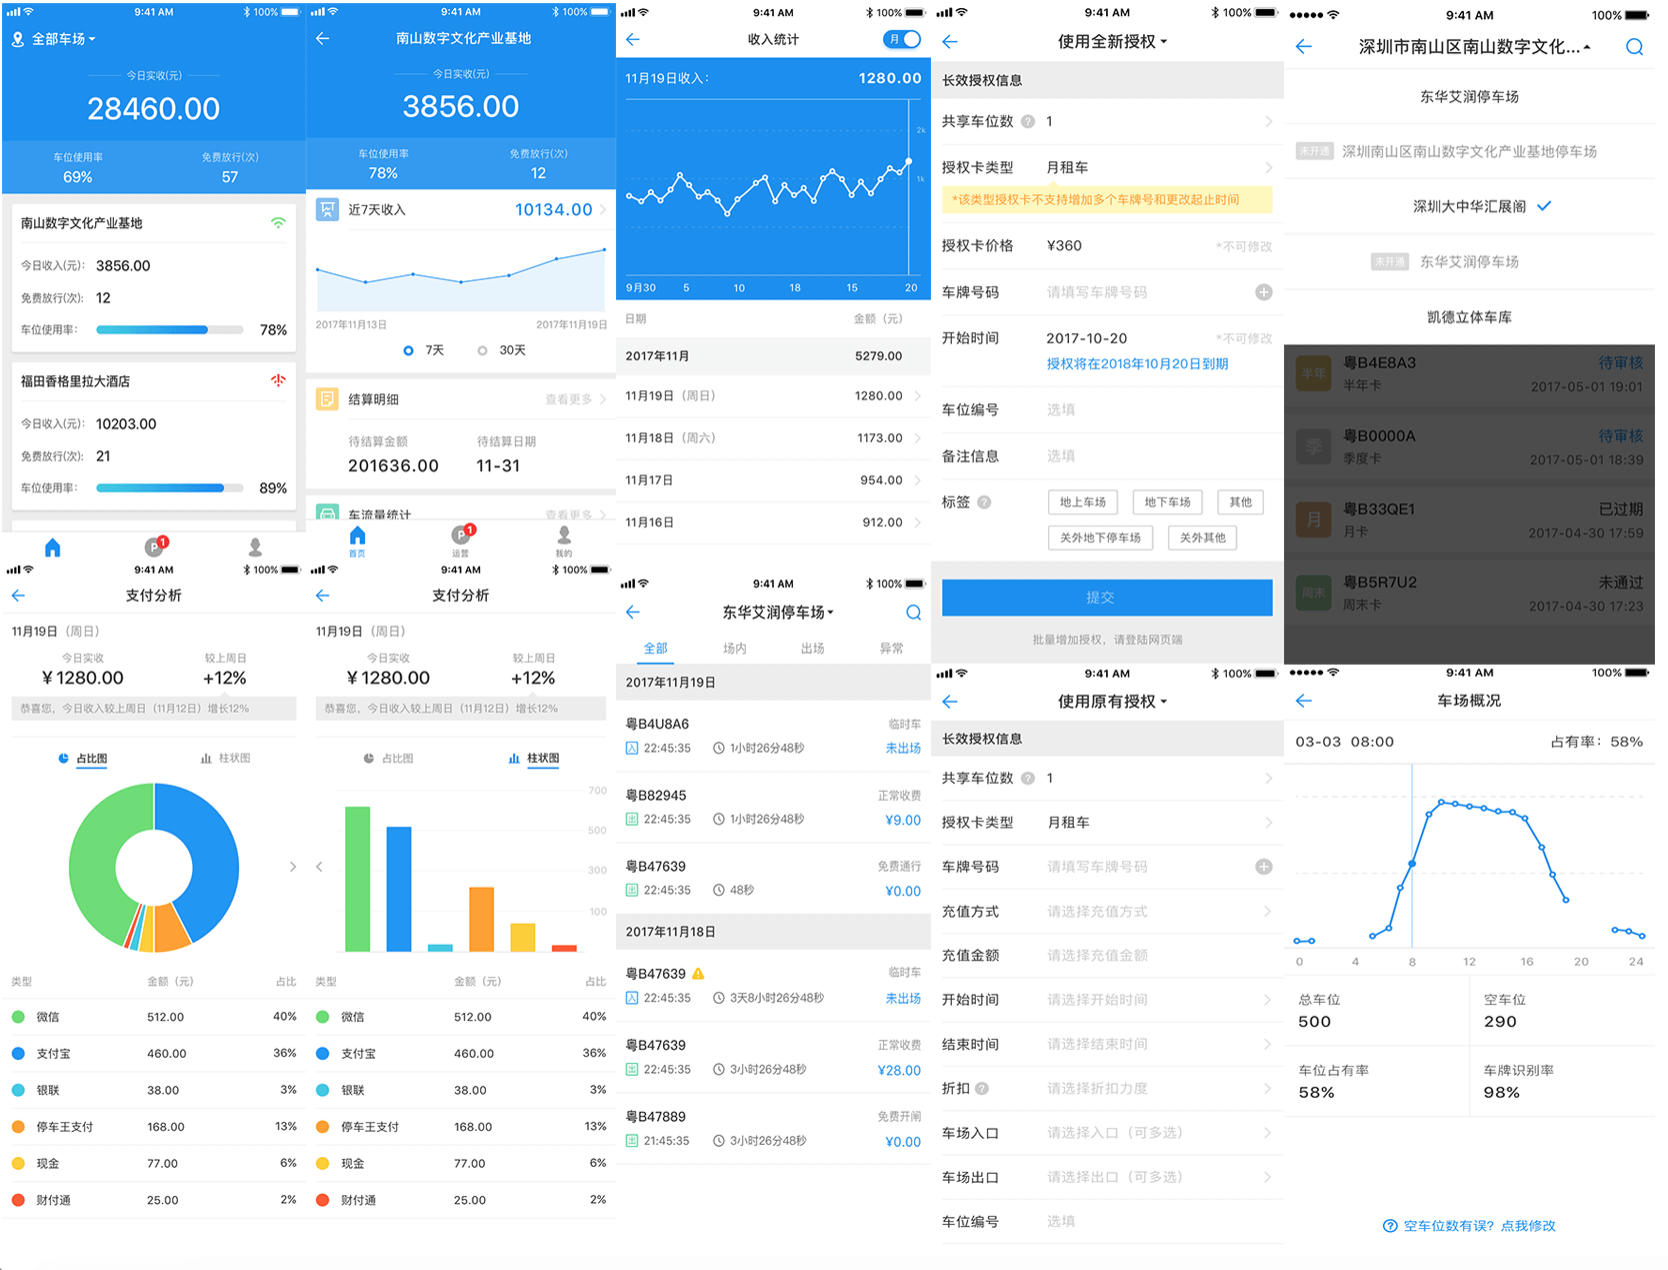 9:41 AM
100%
全部车场
今日实收(元)
28460.00
车位使用率
免费放行(次)
69%
57
南山数字文化产业基地
今日收入(元): 3856.00
免费放行(次): 12
车位使用率: 78%
福田香格里拉大酒店
今日收入(元): 10203.00
免费放行(次): 21
车位使用率: 89%
P 1
9:41 AM
100%
南山数字文化产业基地
今日实收(元)
3856.00
车位使用率
免费放行(次)
78%
12
近7天收入
10134.00
2017年11月13日
2017年11月19日
7天
30天
结算明细
查看更多
待结算金额
待结算日期
201636.00
11-31
车流量统计
查看更多
P 1
首页
运营
我的
9:41 AM
100%
收入统计
月
11月19日收入:
1280.00
2k
1k
9月30 5 10 18 15 20
日期
金额（元）
2017年11月
5279.00
11月19日（周日）
1280.00
11月18日（周六）
1173.00
11月17日
954.00
11月16日
912.00
9:41 AM
100%
使用全新授权
长效授权信息
共享车位数 ? 1
授权卡类型 月租车
*该类型授权卡不支持增加多个车牌号和更改起止时间
授权卡价格 ¥360 *不可修改
车牌号码 请填写车牌号码
开始时间 2017-10-20 *不可修改
授权将在2018年10月20日到期
车位编号 选填
备注信息 选填
标签 ? 地上车场 地下车场 其他
关外地下停车场 关外其他
提交
批量增加授权，请登陆网页端
9:41 AM
100%
深圳市南山区南山数字文化...
东华艾润停车场
未开通 深圳南山区南山数字文化产业基地停车场
深圳大中华汇展阁
未开通 东华艾润停车场
凯德立体车库
半年 粤B4E8A3 待审核
半年卡 2017-05-01 19:01
季 粤B0000A 待审核
季度卡 2017-05-01 18:39
月 粤B33QE1 已过期
月卡 2017-04-30 17:59
周末 粤B5R7U2 未通过
周末卡 2017-04-30 17:23
9:41 AM
100%
支付分析
11月19日（周日）
今日实收
较上周日
¥1280.00
+12%
恭喜您，今日收入较上周日（11月12日）增长12%
占比图
柱状图
类型 金额（元） 占比
微信 512.00 40%
支付宝 460.00 36%
银联 38.00 3%
停车王支付 168.00 13%
现金 77.00 6%
财付通 25.00 2%
9:41 AM
100%
支付分析
11月19日（周日）
今日实收
较上周日
¥1280.00
+12%
恭喜您，今日收入较上周日（11月12日）增长12%
占比图
柱状图
700
500
300
100
类型 金额（元） 占比
微信 512.00 40%
支付宝 460.00 36%
银联 38.00 3%
停车王支付 168.00 13%
现金 77.00 6%
财付通 25.00 2%
9:41 AM
100%
东华艾润停车场
全部 场内 出场 异常
2017年11月19日
粤B4U8A6 临时车
入 22:45:35 1小时26分48秒 未出场
粤B82945 正常收费
出 22:45:35 1小时26分48秒 ¥9.00
粤B47639 免费通行
出 22:45:35 48秒 ¥0.00
2017年11月18日
粤B47639 临时车
入 22:45:35 3天8小时26分48秒 未出场
粤B47639 正常收费
出 22:45:35 3小时26分48秒 ¥28.00
粤B47889 免费开闸
出 21:45:35 3小时26分48秒 ¥0.00
9:41 AM
100%
使用原有授权
长效授权信息
共享车位数 ? 1
授权卡类型 月租车
车牌号码 请填写车牌号码
充值方式 请选择充值方式
充值金额 请选择充值金额
开始时间 请选择开始时间
结束时间 请选择结束时间
折扣 ? 请选择折扣力度
车场入口 请选择入口（可多选）
车场出口 请选择出口（可多选）
车位编号 选填
9:41 AM
100%
车场概况
03-03 08:00
占有率: 58%
0 4 8 12 16 20 24
总车位
空车位
500
290
车位占有率
车牌识别率
58%
98%
? 空车位数有误? 点我修改